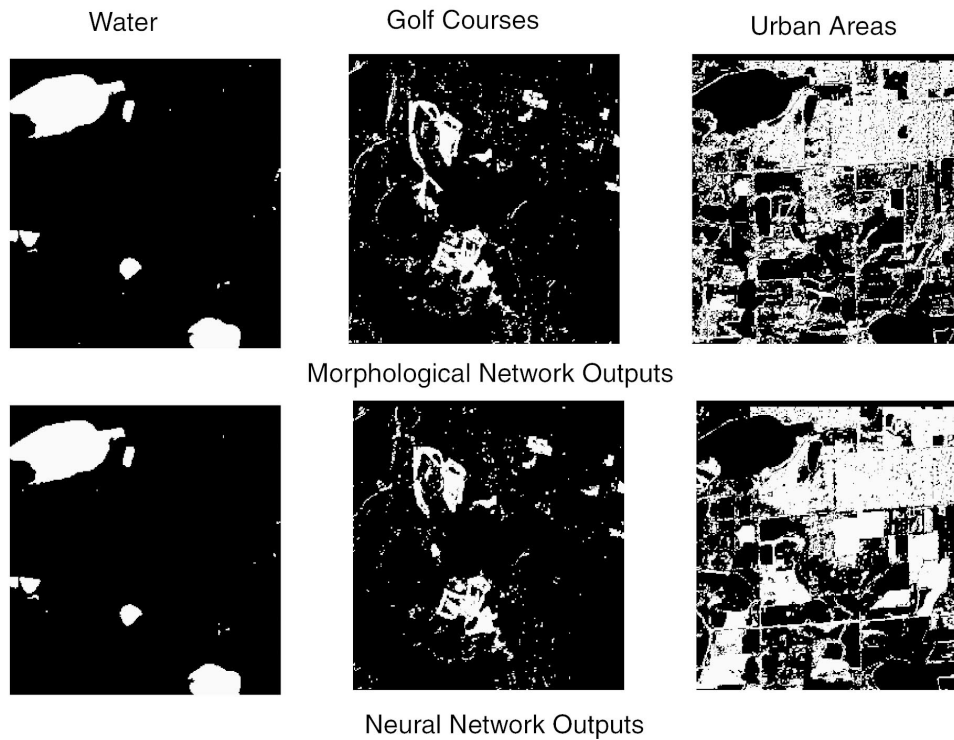 Water
Golf Courses
Urban Areas
Morphological Network Outputs
Neural Network Outputs